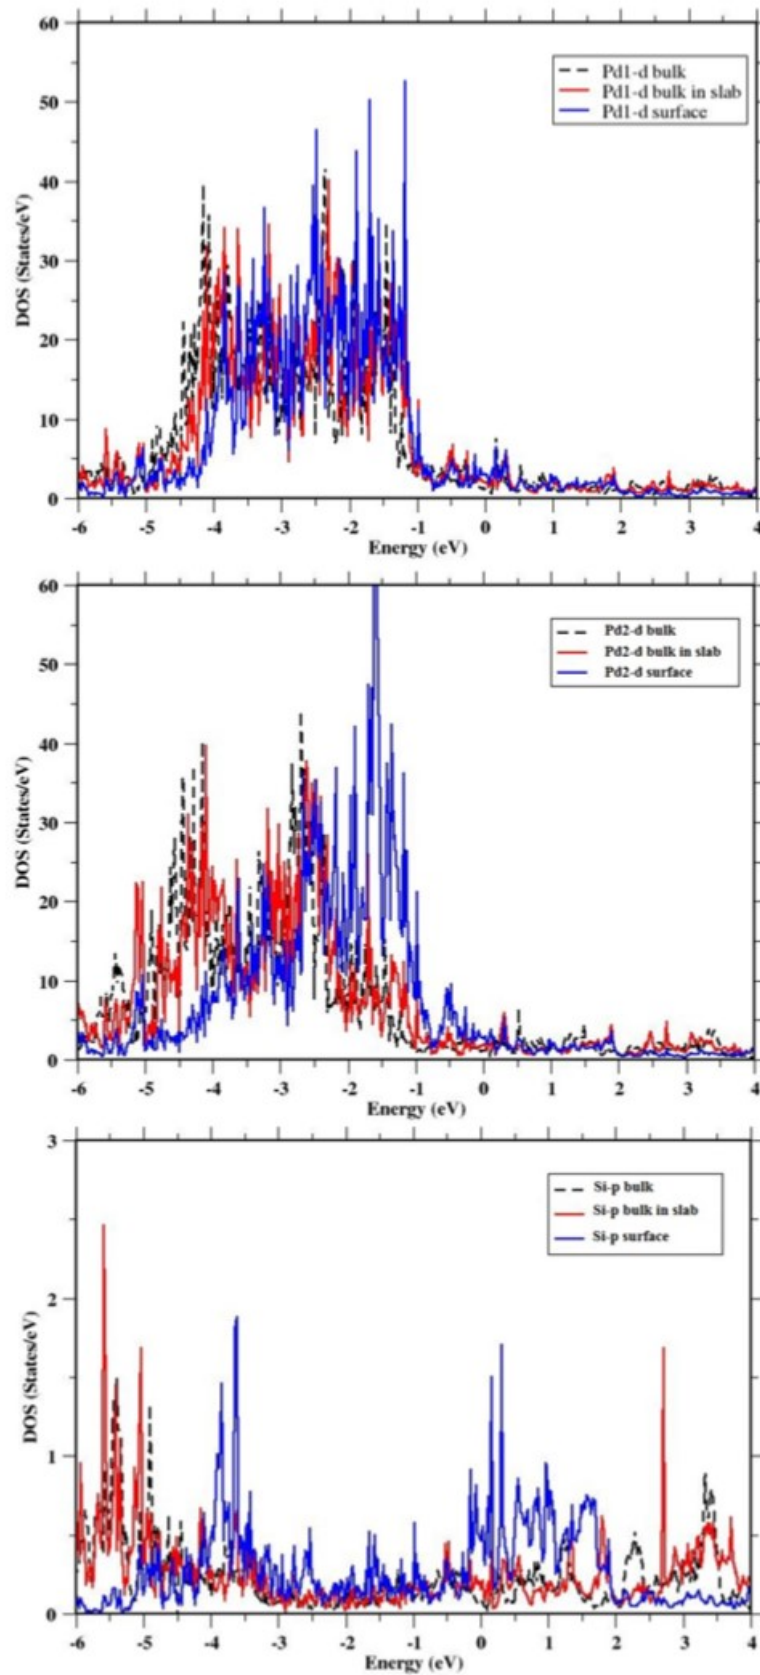 60
50
40
30
20
10
0
DOS (States/eV)
Pd1-d bulk
Pd1-d bulk in slab
Pd1-d surface
-6 -5 -4 -3 -2 -1 0 1 2 3 4
Energy (eV)
60
50
40
30
20
10
0
DOS (States/eV)
Pd2-d bulk
Pd2-d bulk in slab
Pd2-d surface
-6 -5 -4 -3 -2 -1 0 1 2 3 4
Energy (eV)
3
2
1
0
DOS (States/eV)
Si-p bulk
Si-p bulk in slab
Si-p surface
-6 -5 -4 -3 -2 -1 0 1 2 3 4
Energy (eV)